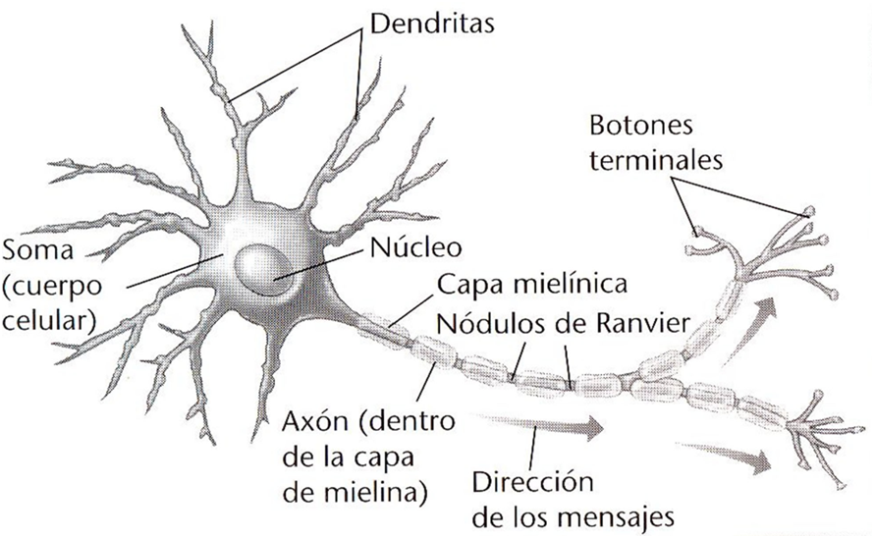 Dendritas
Botones
terminales
Soma
(cuerpo
celular)
Núcleo
Capa mielínica
Nódulos de Ranvier
Axón (dentro
de la capa
de mielina)
Dirección
de los mensajes